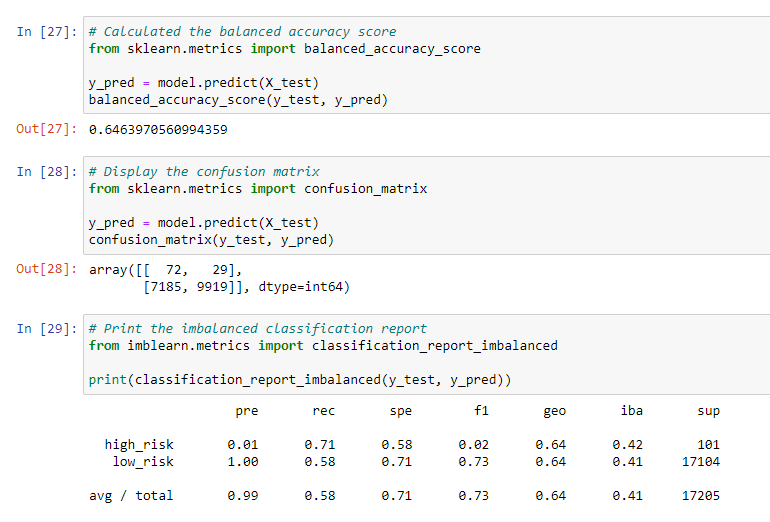 In [27]: # Calculated the balanced accuracy score
from sklearn.metrics import balanced_accuracy_score
y_pred = model.predict(X_test)
balanced_accuracy_score(y_test, y_pred)
Out[27]: 0.6463970560994359
In [28]: # Display the confusion matrix
from sklearn.metrics import confusion_matrix
y_pred = model.predict(X_test)
confusion_matrix(y_test, y_pred)
Out[28]: array([[  72,   29],
[7185, 9919]], dtype=int64)
In [29]: # Print the imbalanced classification report
from imblearn.metrics import classification_report_imbalanced
print(classification_report_imbalanced(y_test, y_pred))
pre rec spe f1 geo iba sup
high_risk 0.01 0.71 0.58 0.02 0.64 0.42 101
low_risk 1.00 0.58 0.71 0.73 0.64 0.41 17104
avg / total 0.99 0.58 0.71 0.73 0.64 0.41 17205